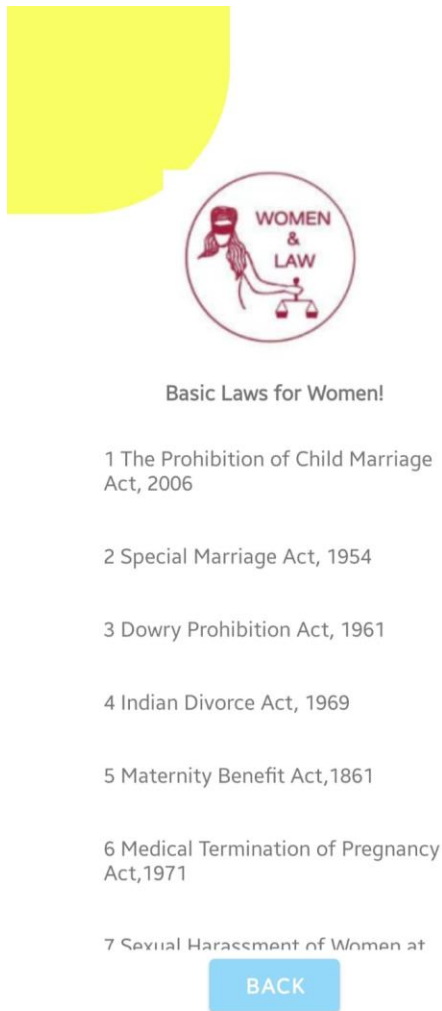 WOMEN
&
LAW
Basic Laws for Women!
1 The Prohibition of Child Marriage
Act, 2006
2 Special Marriage Act, 1954
3 Dowry Prohibition Act, 1961
4 Indian Divorce Act, 1969
5 Maternity Benefit Act,1861
6 Medical Termination of Pregnancy
Act,1971
7 Sexual Harassment of Women at
BACK